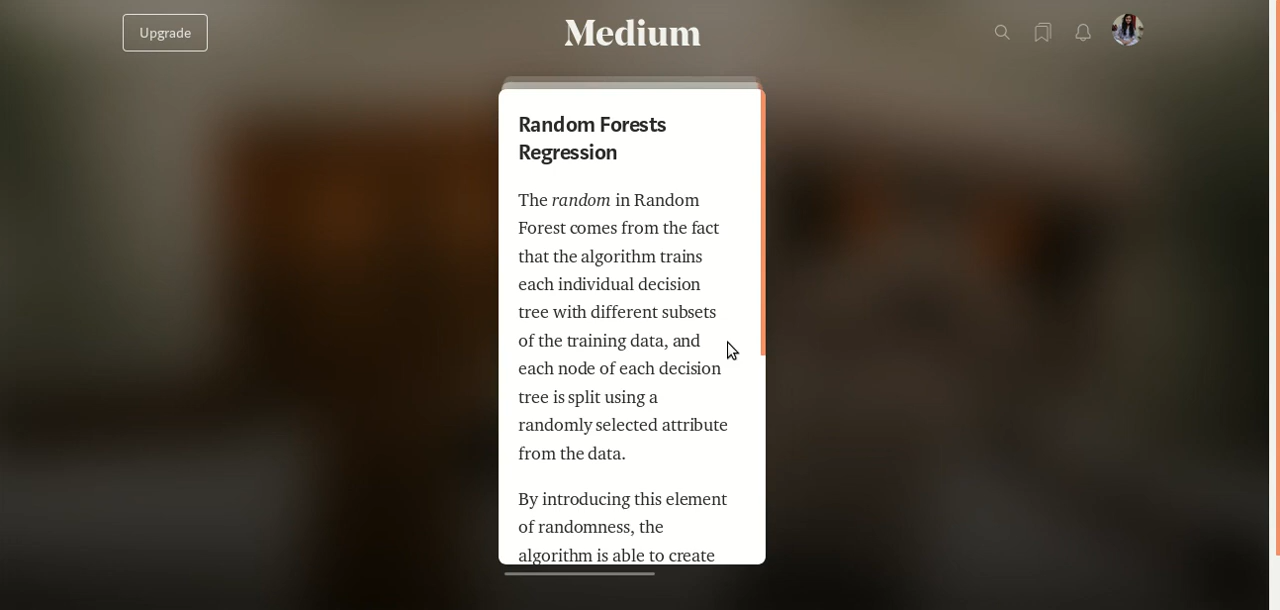 Upgrade
Medium
Random Forests
Regression
The random in Random
Forest comes from the fact
that the algorithm trains
each individual decision
tree with different subsets
of the training data, and
each node of each decision
tree is split using a
randomly selected attribute
from the data.
By introducing this element
of randomness, the
algorithm is able to create